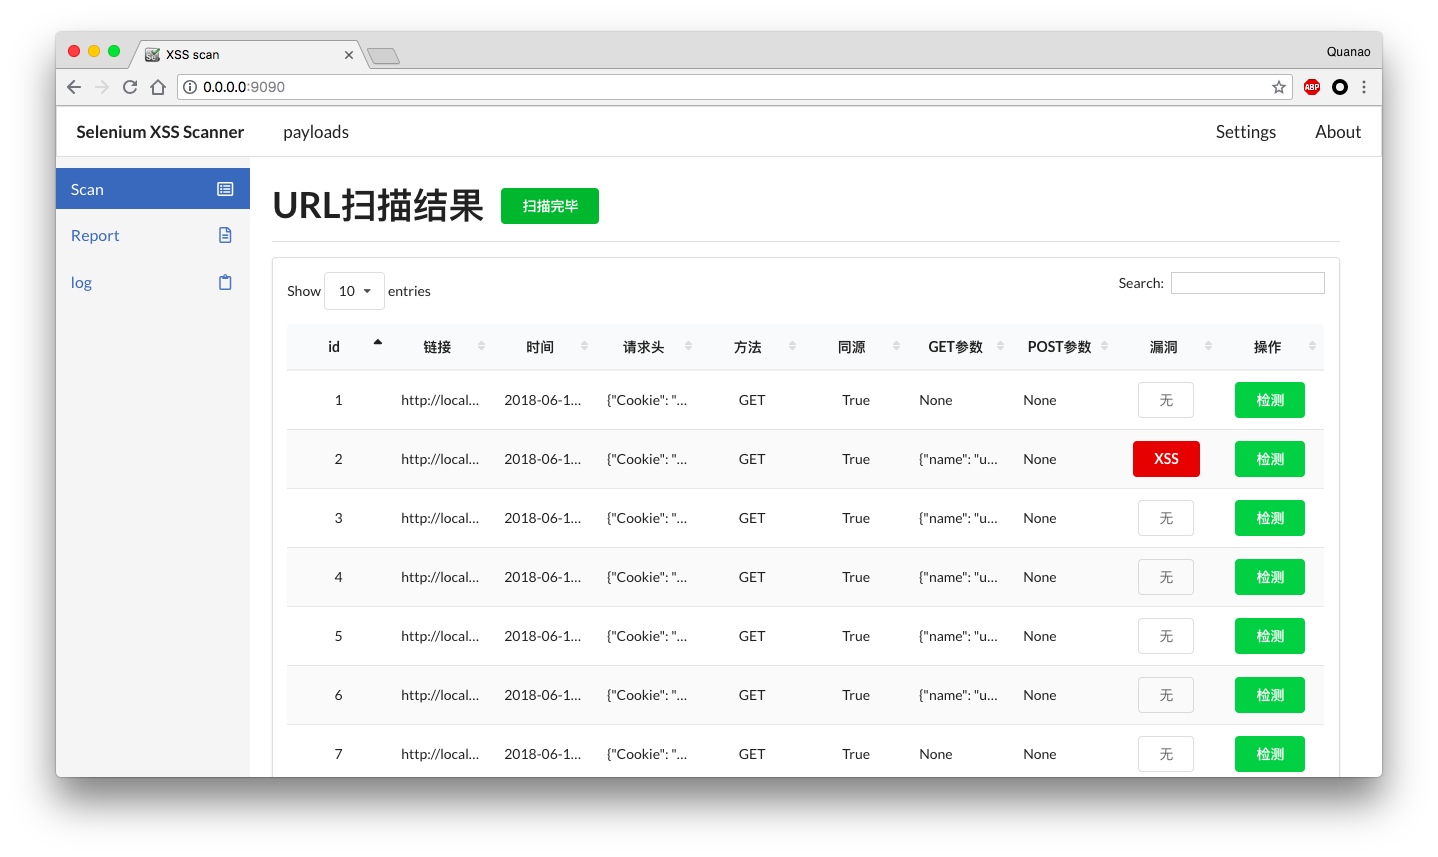 XSS scan
Quanao
0.0.0.0:9090
ABP
Selenium XSS Scanner payloads Settings About
Scan
Report
log
URL扫描结果 扫描完毕
Show 10 entries Search:
id 链接 时间 请求头 方法 同源 GET参数 POST参数 漏洞 操作
1 http://local... 2018-06-1... {"Cookie": "... GET True None None 无 检测
2 http://local... 2018-06-1... {"Cookie": "... GET True {"name": "u... None XSS 检测
3 http://local... 2018-06-1... {"Cookie": "... GET True {"name": "u... None 无 检测
4 http://local... 2018-06-1... {"Cookie": "... GET True {"name": "u... None 无 检测
5 http://local... 2018-06-1... {"Cookie": "... GET True {"name": "u... None 无 检测
6 http://local... 2018-06-1... {"Cookie": "... GET True {"name": "u... None 无 检测
7 http://local... 2018-06-1... {"Cookie": "... GET True None None 无 检测